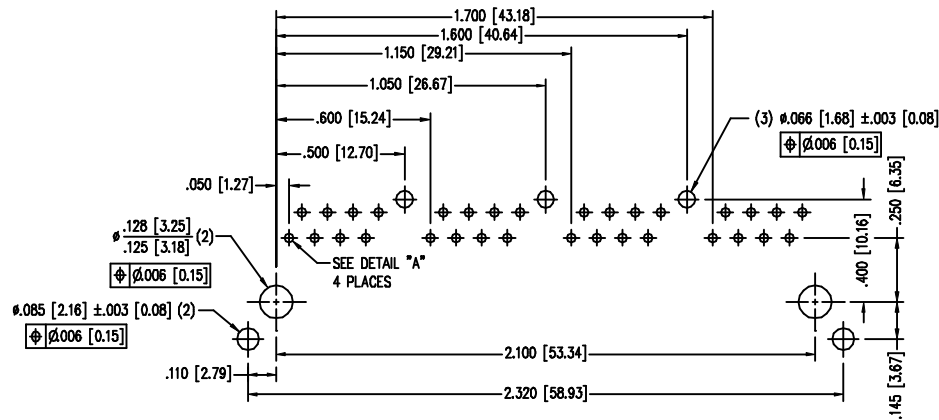 1.700 [43.18]
1.600 [40.64]
1.150 [29.21]
1.050 [26.67]
.600 [15.24]
(3) ø.066 [1.68] ±.003 [0.08]
⌖ Ø.006 [0.15]
.500 [12.70]
.050 [1.27]
.250 [6.35]
.400 [10.16]
ø .128 [3.25]
.125 [3.18] (2)
⌖ Ø.006 [0.15]
SEE DETAIL "A"
4 PLACES
ø.085 [2.16] ±.003 [0.08] (2)
⌖ Ø.006 [0.15]
2.100 [53.34]
.110 [2.79]
2.320 [58.93]
.145 [3.67]